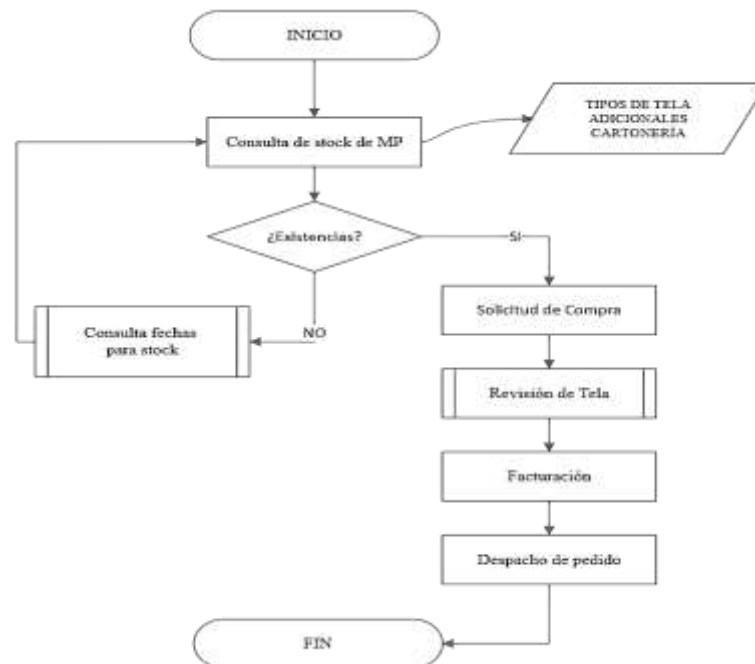 INICIO
TIPOS DE TELA
ADICIONALES
CARTONERÍA
Consulta de stock de MP
¿Existencias?
SI
Solicitud de Compra
NO
Consulta fechas
para stock
Revisión de Tela
Facturación
Despacho de pedido
FIN